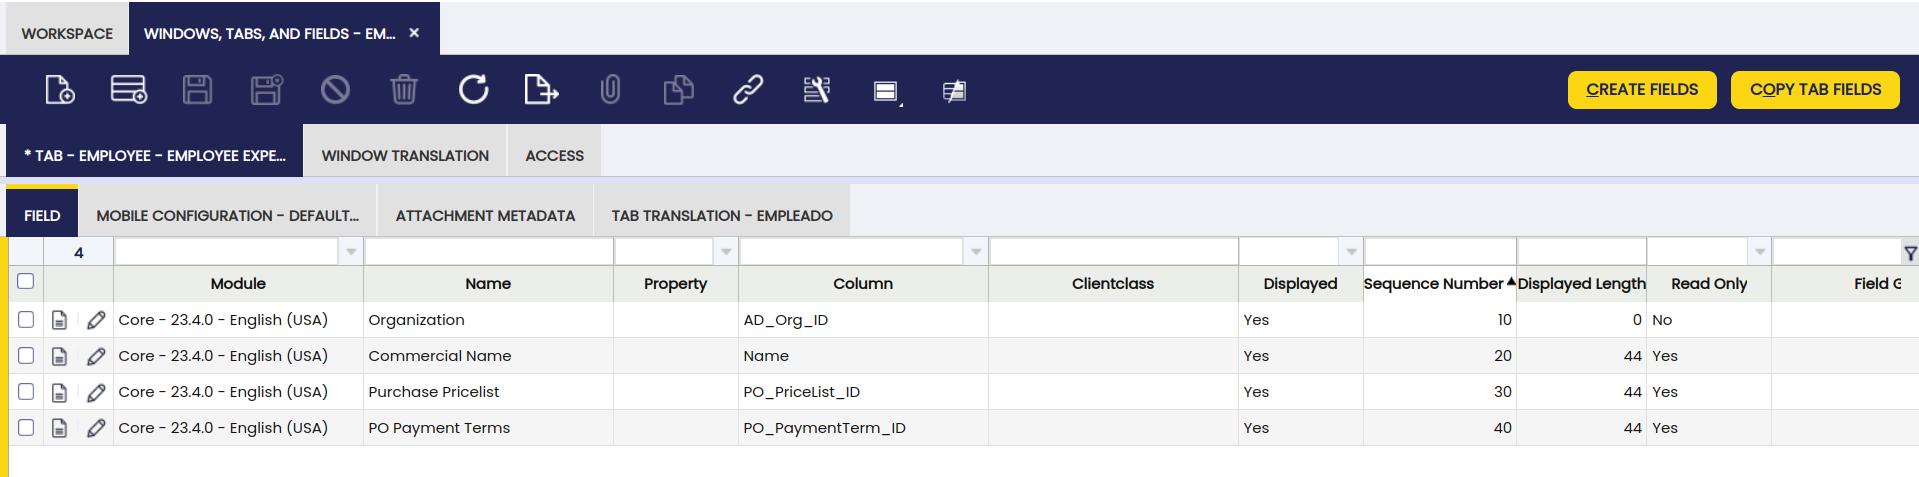 WORKSPACE WINDOWS, TABS, AND FIELDS - EM... ×
CREATE FIELDS COPY TAB FIELDS
* TAB - EMPLOYEE - EMPLOYEE EXPE... WINDOW TRANSLATION ACCESS
FIELD MOBILE CONFIGURATION - DEFAULT... ATTACHMENT METADATA TAB TRANSLATION - EMPLEADO
4
Module Name Property Column Clientclass Displayed Sequence Number Displayed Length Read Only Field G
Core - 23.4.0 - English (USA) Organization AD_Org_ID Yes 10 0 No
Core - 23.4.0 - English (USA) Commercial Name Name Yes 20 44 Yes
Core - 23.4.0 - English (USA) Purchase Pricelist PO_PriceList_ID Yes 30 44 Yes
Core - 23.4.0 - English (USA) PO Payment Terms PO_PaymentTerm_ID Yes 40 44 Yes